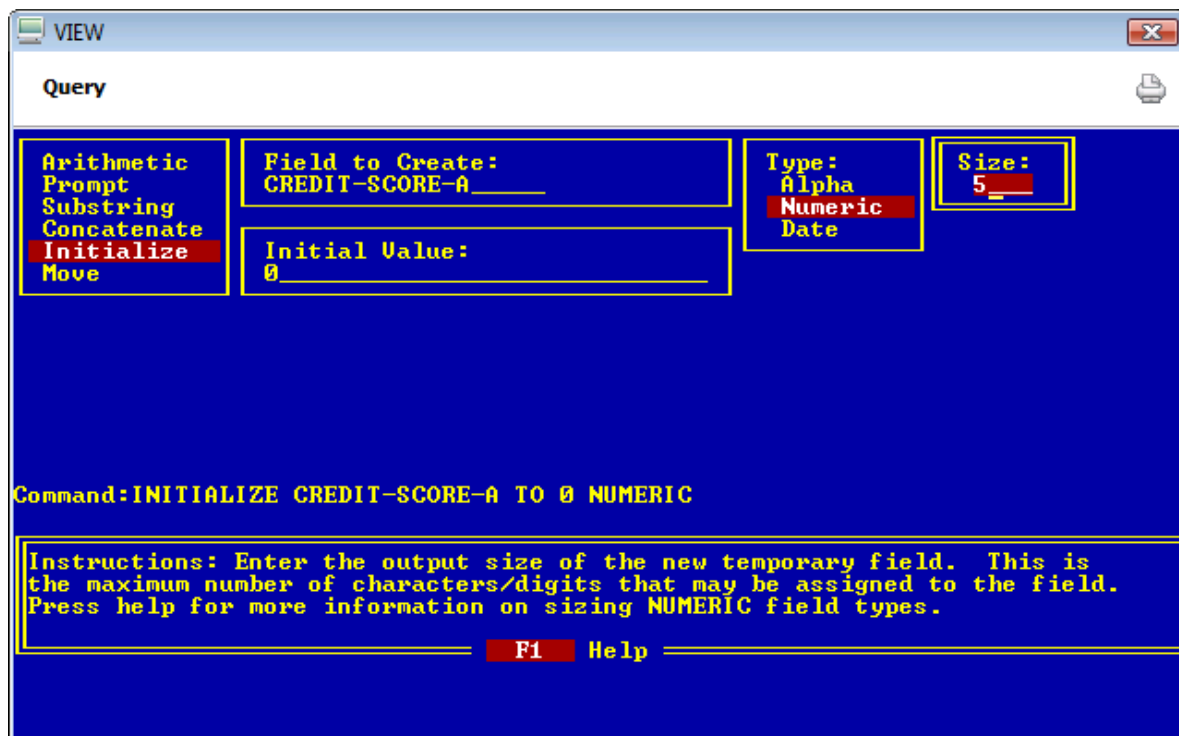 VIEW
Query
Arithmetic
Prompt
Substring
Concatenate
Initialize
Move
Field to Create:
CREDIT-SCORE-A_____
Initial Value:
0_____________________________
Type:
Alpha
Numeric
Date
Size:
5___
Command:INITIALIZE CREDIT-SCORE-A TO 0 NUMERIC
Instructions: Enter the output size of the new temporary field.  This is
the maximum number of characters/digits that may be assigned to the field.
Press help for more information on sizing NUMERIC field types.
F1 Help